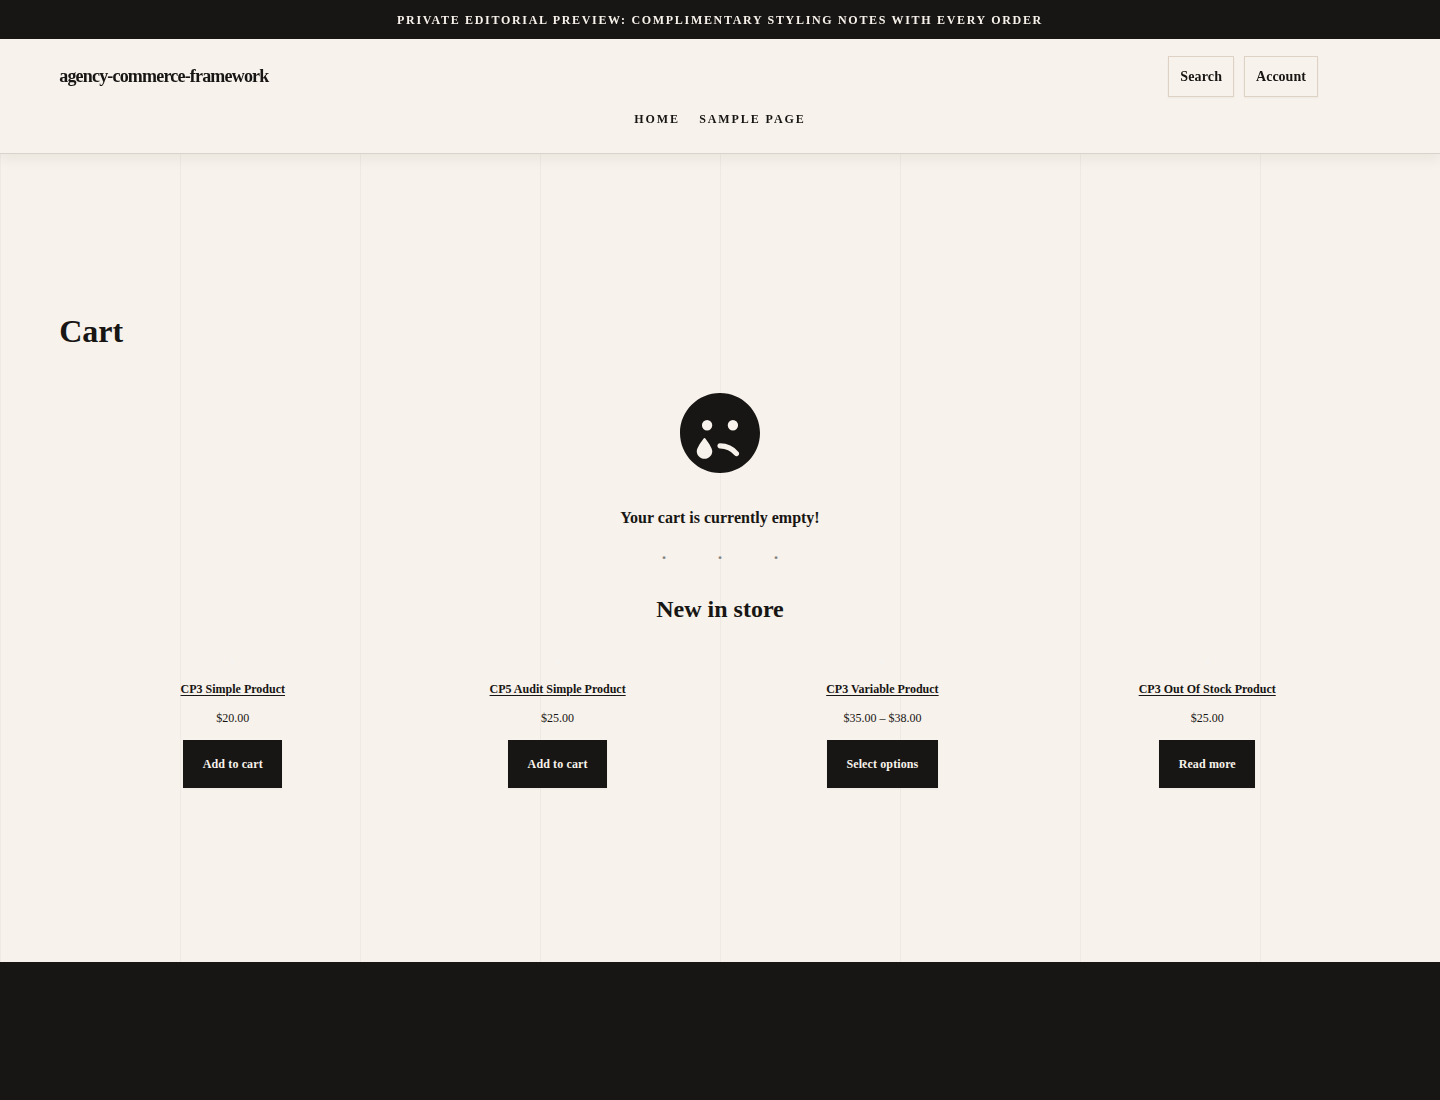 PRIVATE EDITORIAL PREVIEW: COMPLIMENTARY STYLING NOTES WITH EVERY ORDER
agency-commerce-framework
Search
Account
HOME
SAMPLE PAGE
Cart
Your cart is currently empty!
New in store
CP3 Simple Product
$20.00
Add to cart
CP5 Audit Simple Product
$25.00
Add to cart
CP3 Variable Product
$35.00 – $38.00
Select options
CP3 Out Of Stock Product
$25.00
Read more